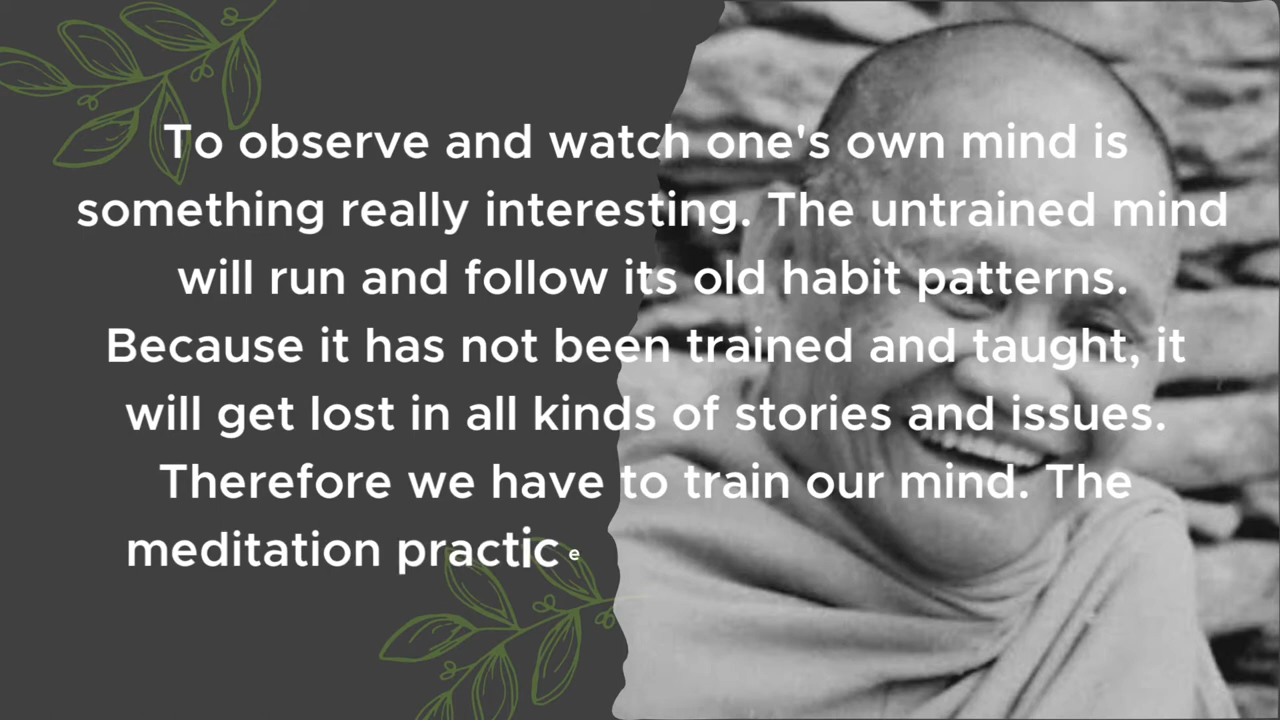 To observe and watch one's own mind is
something really interesting. The untrained mind
will run and follow its old habit patterns.
Because it has not been trained and taught, it
will get lost in all kinds of stories and issues.
Therefore we have to train our mind. The
meditation practice